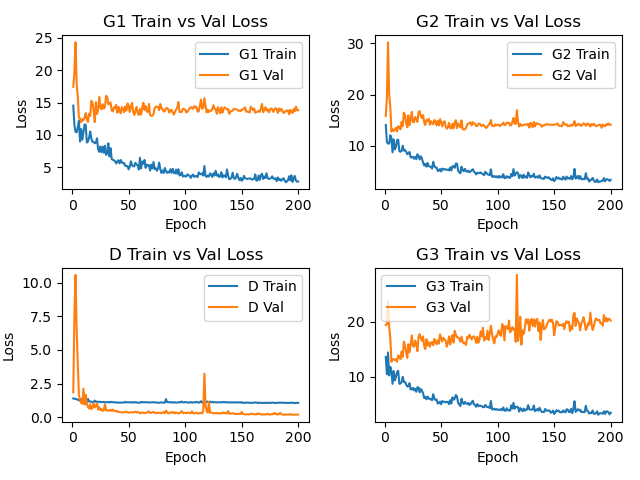 G1 Train vs Val Loss
25
20
15
10
5
Loss
0
50
100
150
200
Epoch
G1 Train
G1 Val
G2 Train vs Val Loss
30
20
10
Loss
0
50
100
150
200
Epoch
G2 Train
G2 Val
D Train vs Val Loss
10.0
7.5
5.0
2.5
0.0
Loss
0
50
100
150
200
Epoch
D Train
D Val
G3 Train vs Val Loss
20
10
Loss
0
50
100
150
200
Epoch
G3 Train
G3 Val